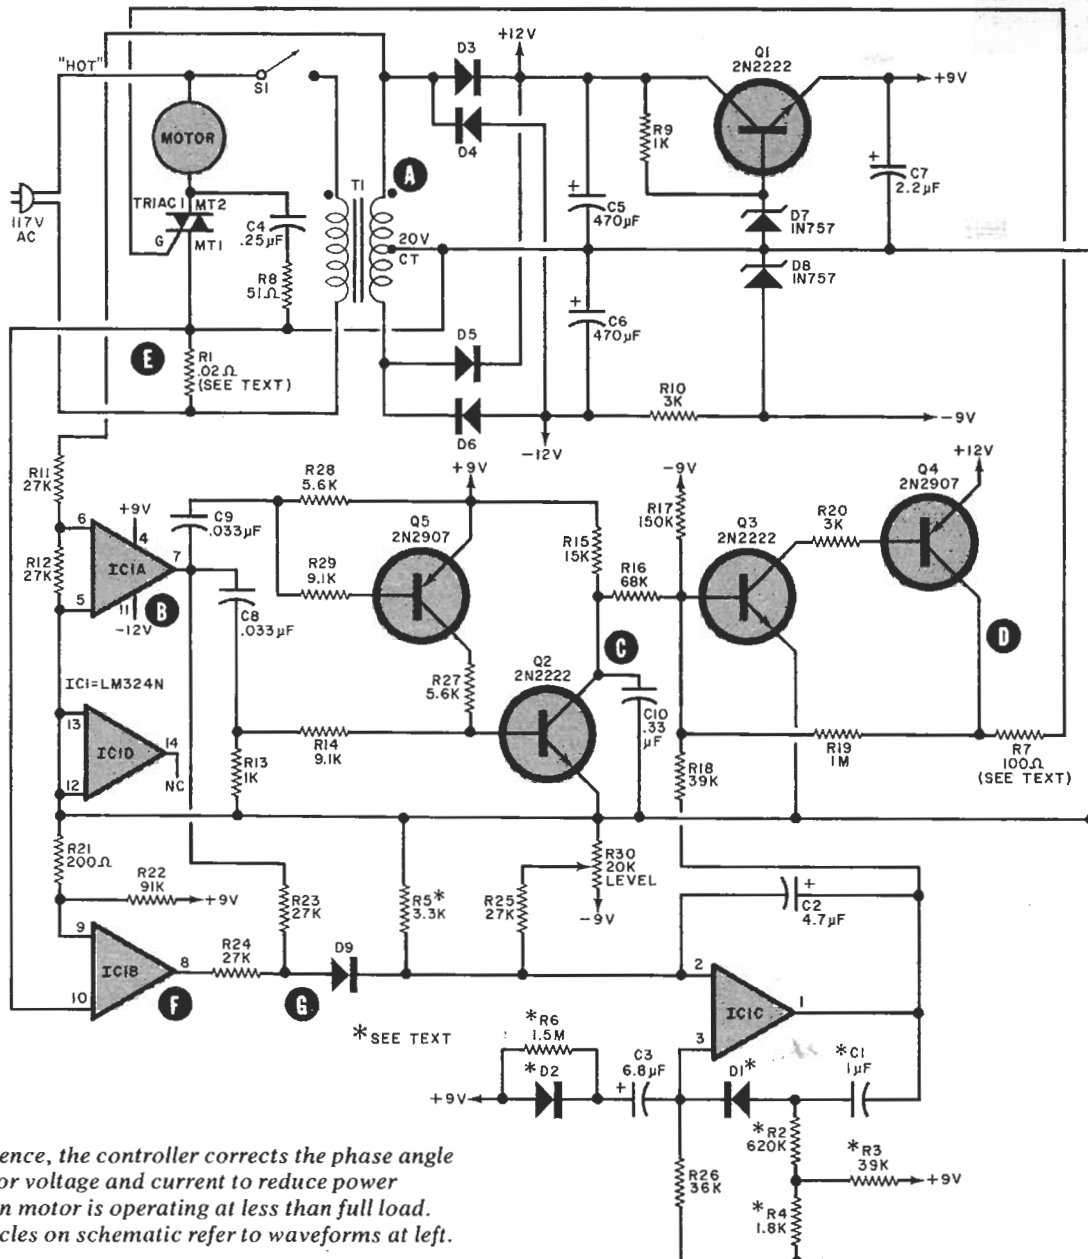 "HOT"
S1
MOTOR
117V
AC
TRIAC 1
MT2
G
MT1
C4
.25µF
R8
51Ω
T1
A
20V
CT
D3
D4
+12V
Q1
2N2222
R9
1K
+9V
+
C5
470µF
+
C7
2.2µF
D7
IN757
D8
IN757
+
C6
470µF
E
R1
.02Ω
(SEE TEXT)
D5
D6
-12V
R10
3K
-9V
R11
27K
R12
27K
6
5
+9V
4
IC1A
7
11
-12V
B
C9
.033µF
R28
5.6K
+9V
Q5
2N2907
R29
9.1K
C8
.033µF
R15
15K
R16
68K
-9V
R17
150K
Q3
2N2222
R20
3K
Q4
2N2907
+12V
D
C
Q2
2N2222
R27
5.6K
C10
.33
µF
IC1=LM324N
13
12
IC1D
14
NC
R13
1K
R14
9.1K
R18
39K
R19
1M
R7
100Ω
(SEE TEXT)
R21
200Ω
R22
91K
+9V
R23
27K
R5*
3.3K
R25
27K
R30
20K
LEVEL
-9V
+
C2
4.7µF
9
10
IC1B
8
F
R24
27K
G
D9
*SEE TEXT
2
3
IC1C
1
*R6
1.5M
*D2
+9V
C3
6.8µF
+
D1*
*C1
1µF
*R2
620K
*R3
39K
+9V
R26
36K
*R4
1.8K
ence, the controller corrects the phase angle
or voltage and current to reduce power
n motor is operating at less than full load.
cles on schematic refer to waveforms at left.